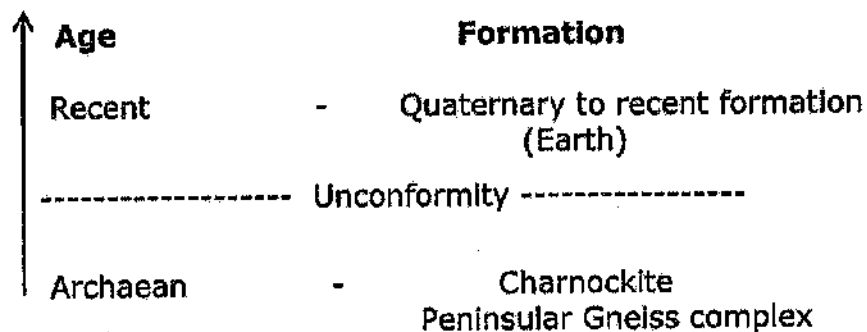 Age Formation
Recent - Quaternary to recent formation
(Earth)
------------------- Unconformity -----------------
Archaean - Charnockite
Peninsular Gneiss complex